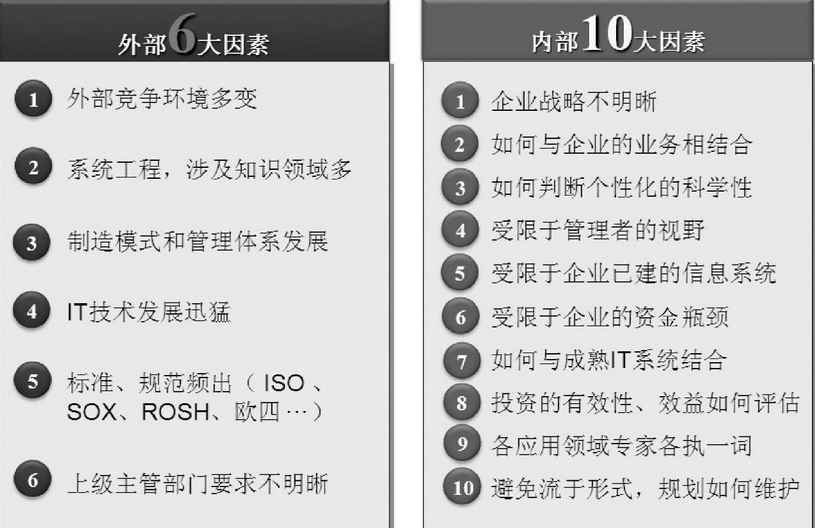 外部6大因素
1 外部竞争环境多变
2 系统工程，涉及知识领域多
3 制造模式和管理体系发展
4 IT技术发展迅猛
5 标准、规范频出（ ISO 、
SOX、ROSH、欧四…）
6 上级主管部门要求不明晰
内部10大因素
1 企业战略不明晰
2 如何与企业的业务相结合
3 如何判断个性化的科学性
4 受限于管理者的视野
5 受限于企业已建的信息系统
6 受限于企业的资金瓶颈
7 如何与成熟IT系统结合
8 投资的有效性、效益如何评估
9 各应用领域专家各执一词
10 避免流于形式，规划如何维护